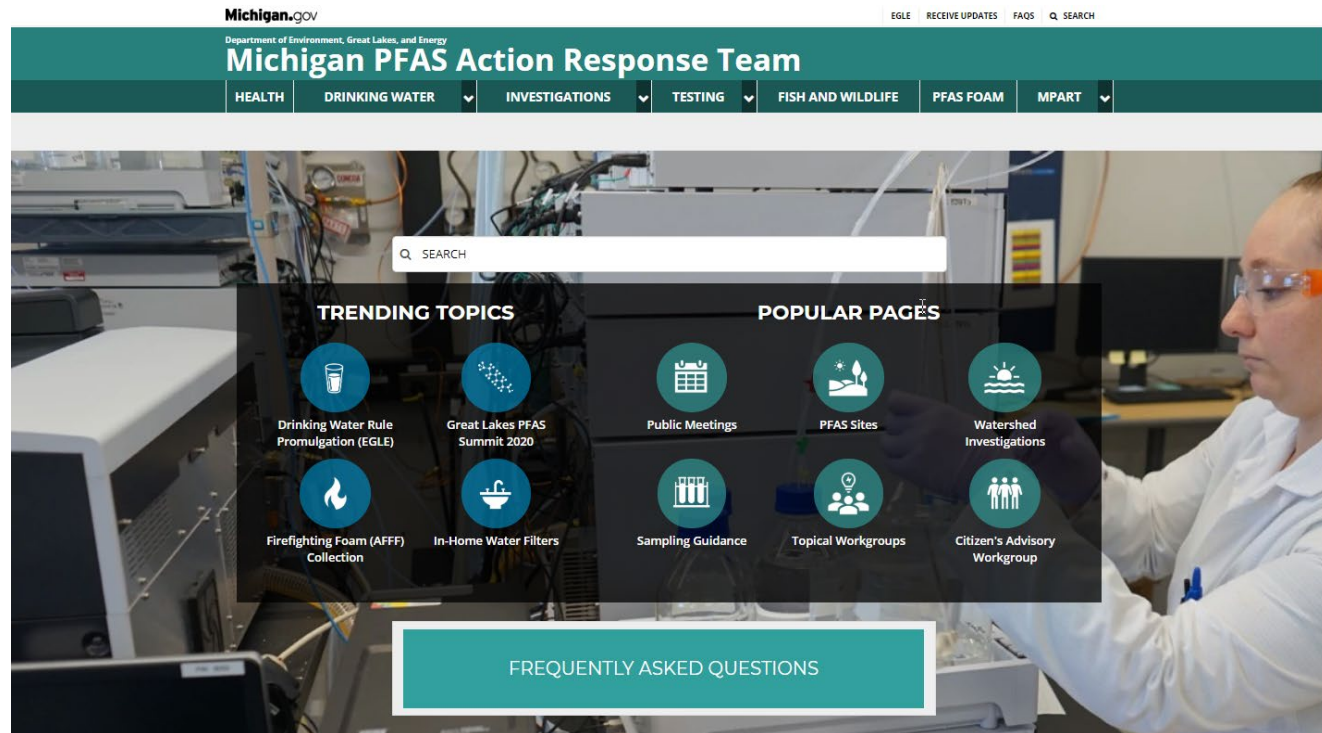 Michigan.gov
EGLE RECEIVE UPDATES FAQS SEARCH
Department of Environment, Great Lakes, and Energy
Michigan PFAS Action Response Team
HEALTH DRINKING WATER INVESTIGATIONS TESTING FISH AND WILDLIFE PFAS FOAM MPART
SEARCH
TRENDING TOPICS
Drinking Water Rule
Promulgation (EGLE)
Great Lakes PFAS
Summit 2020
Firefighting Foam (AFFF)
Collection
In-Home Water Filters
POPULAR PAGES
Public Meetings
PFAS Sites
Watershed
Investigations
Sampling Guidance
Topical Workgroups
Citizen's Advisory
Workgroup
FREQUENTLY ASKED QUESTIONS